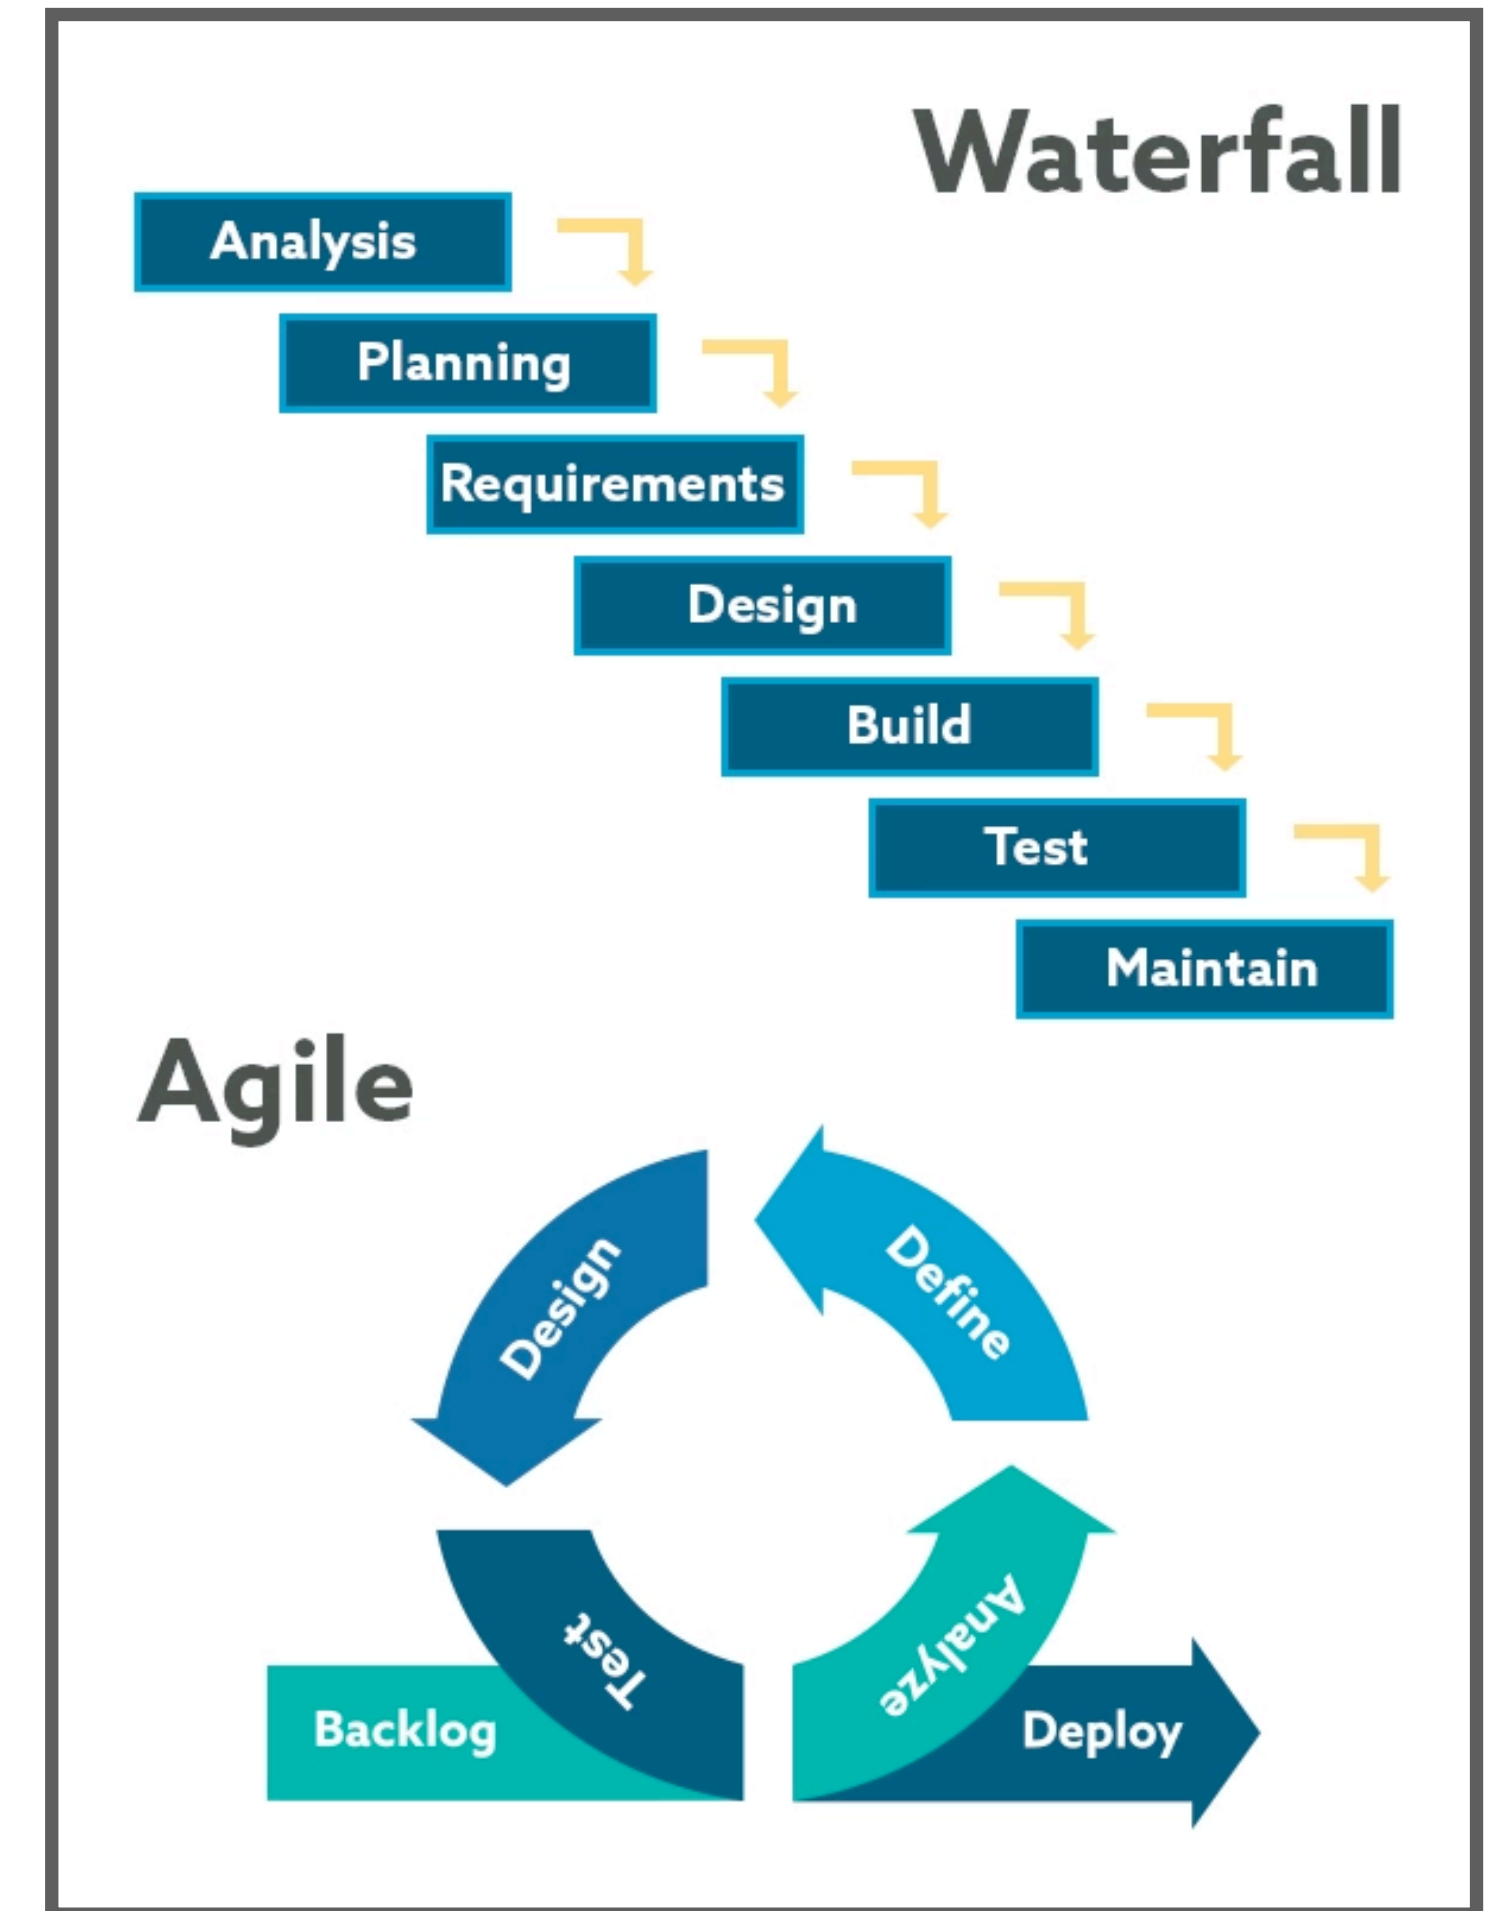 Waterfall
Analysis
Planning
Requirements
Design
Build
Test
Maintain
Agile
Design
Define
Test
Analyze
Backlog
Deploy